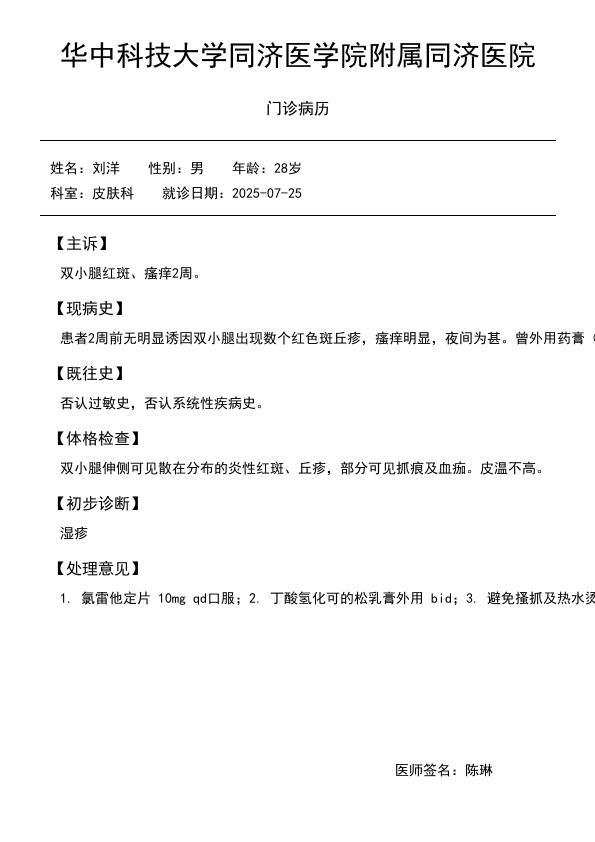 华中科技大学同济医学院附属同济医院
门诊病历
姓名：刘洋 性别：男 年龄：28岁
科室：皮肤科 就诊日期：2025-07-25
【主诉】
双小腿红斑、瘙痒2周。
【现病史】
患者2周前无明显诱因双小腿出现数个红色斑丘疹，瘙痒明显，夜间为甚。曾外用药膏（
【既往史】
否认过敏史，否认系统性疾病史。
【体格检查】
双小腿伸侧可见散在分布的炎性红斑、丘疹，部分可见抓痕及血痂。皮温不高。
【初步诊断】
湿疹
【处理意见】
1. 氯雷他定片 10mg qd口服；2. 丁酸氢化可的松乳膏外用 bid；3. 避免搔抓及热水烫
医师签名：陈琳